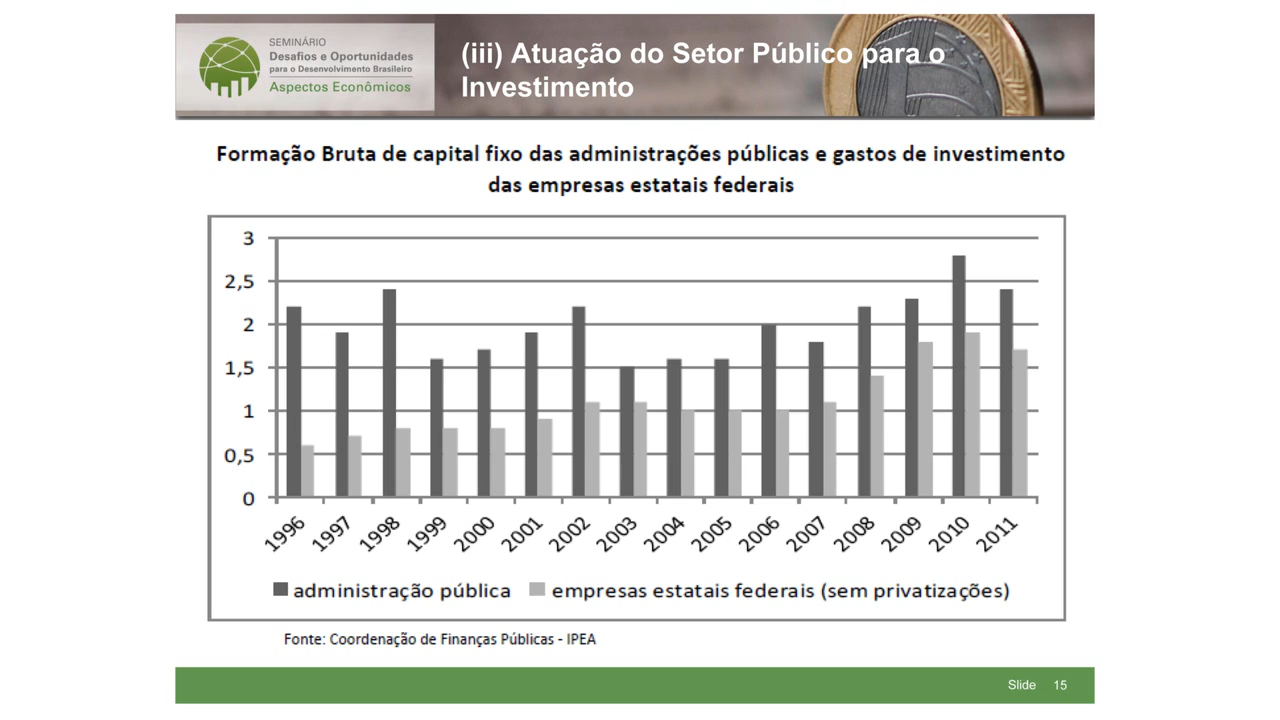 SEMINÁRIO
Desafios e Oportunidades
para o Desenvolvimento Brasileiro
Aspectos Econômicos
(iii) Atuação do Setor Público para o
Investimento
Formação Bruta de capital fixo das administrações públicas e gastos de investimento
das empresas estatais federais
3
2,5
2
1,5
1
0,5
0
1996 1997 1998 1999 2000 2001 2002 2003 2004 2005 2006 2007 2008 2009 2010 2011
administração pública empresas estatais federais (sem privatizações)
Fonte: Coordenação de Finanças Públicas - IPEA
Slide 15